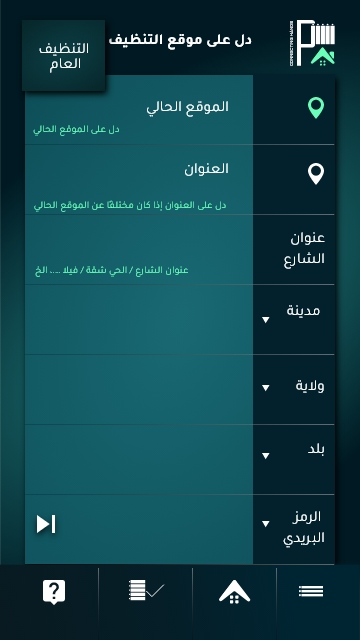 دل على موقع التنظيف
التنظيف
العام
CONNECTING HANDS
الموقع الحالي
دل على الموقع الحالي
العنوان
دل على العنوان إذا كان مختلفًا عن الموقع الحالي
عنوان
الشارع
عنوان الشارع / الحي شقة / فيلا ..... الخ
مدينة
ولاية
بلد
الرمز
البريدي